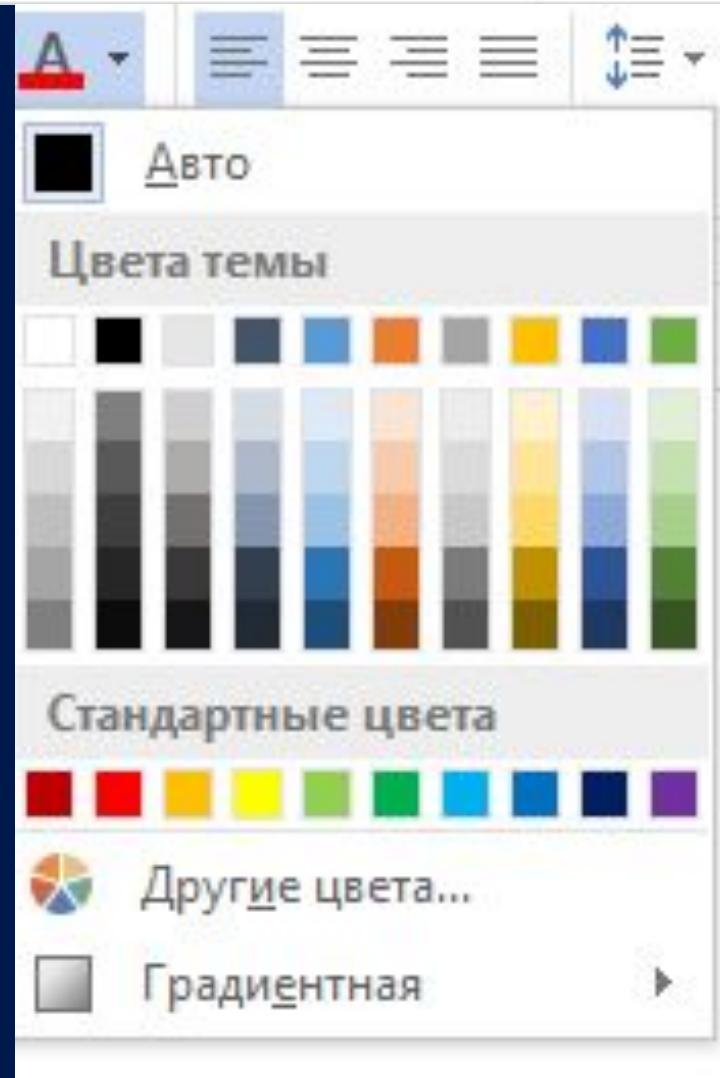 А
Авто
Цвета темы
Стандартные цвета
Другие цвета...
Градиентная